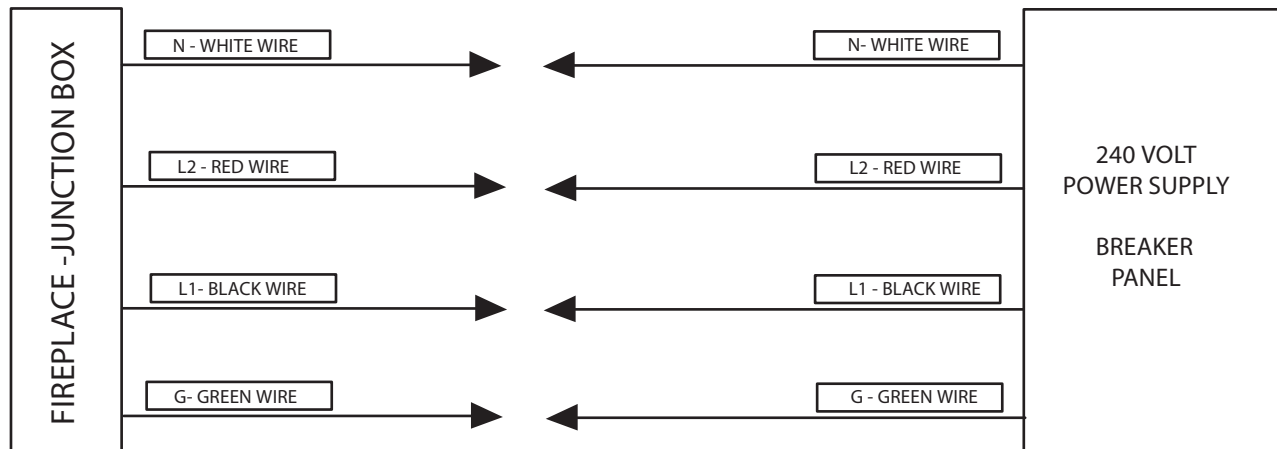 FIREPLACE -JUNCTION BOX
N - WHITE WIRE
L2 - RED WIRE
L1- BLACK WIRE
G- GREEN WIRE
N- WHITE WIRE
L2 - RED WIRE
L1 - BLACK WIRE
G - GREEN WIRE
240 VOLT
POWER SUPPLY
BREAKER
PANEL